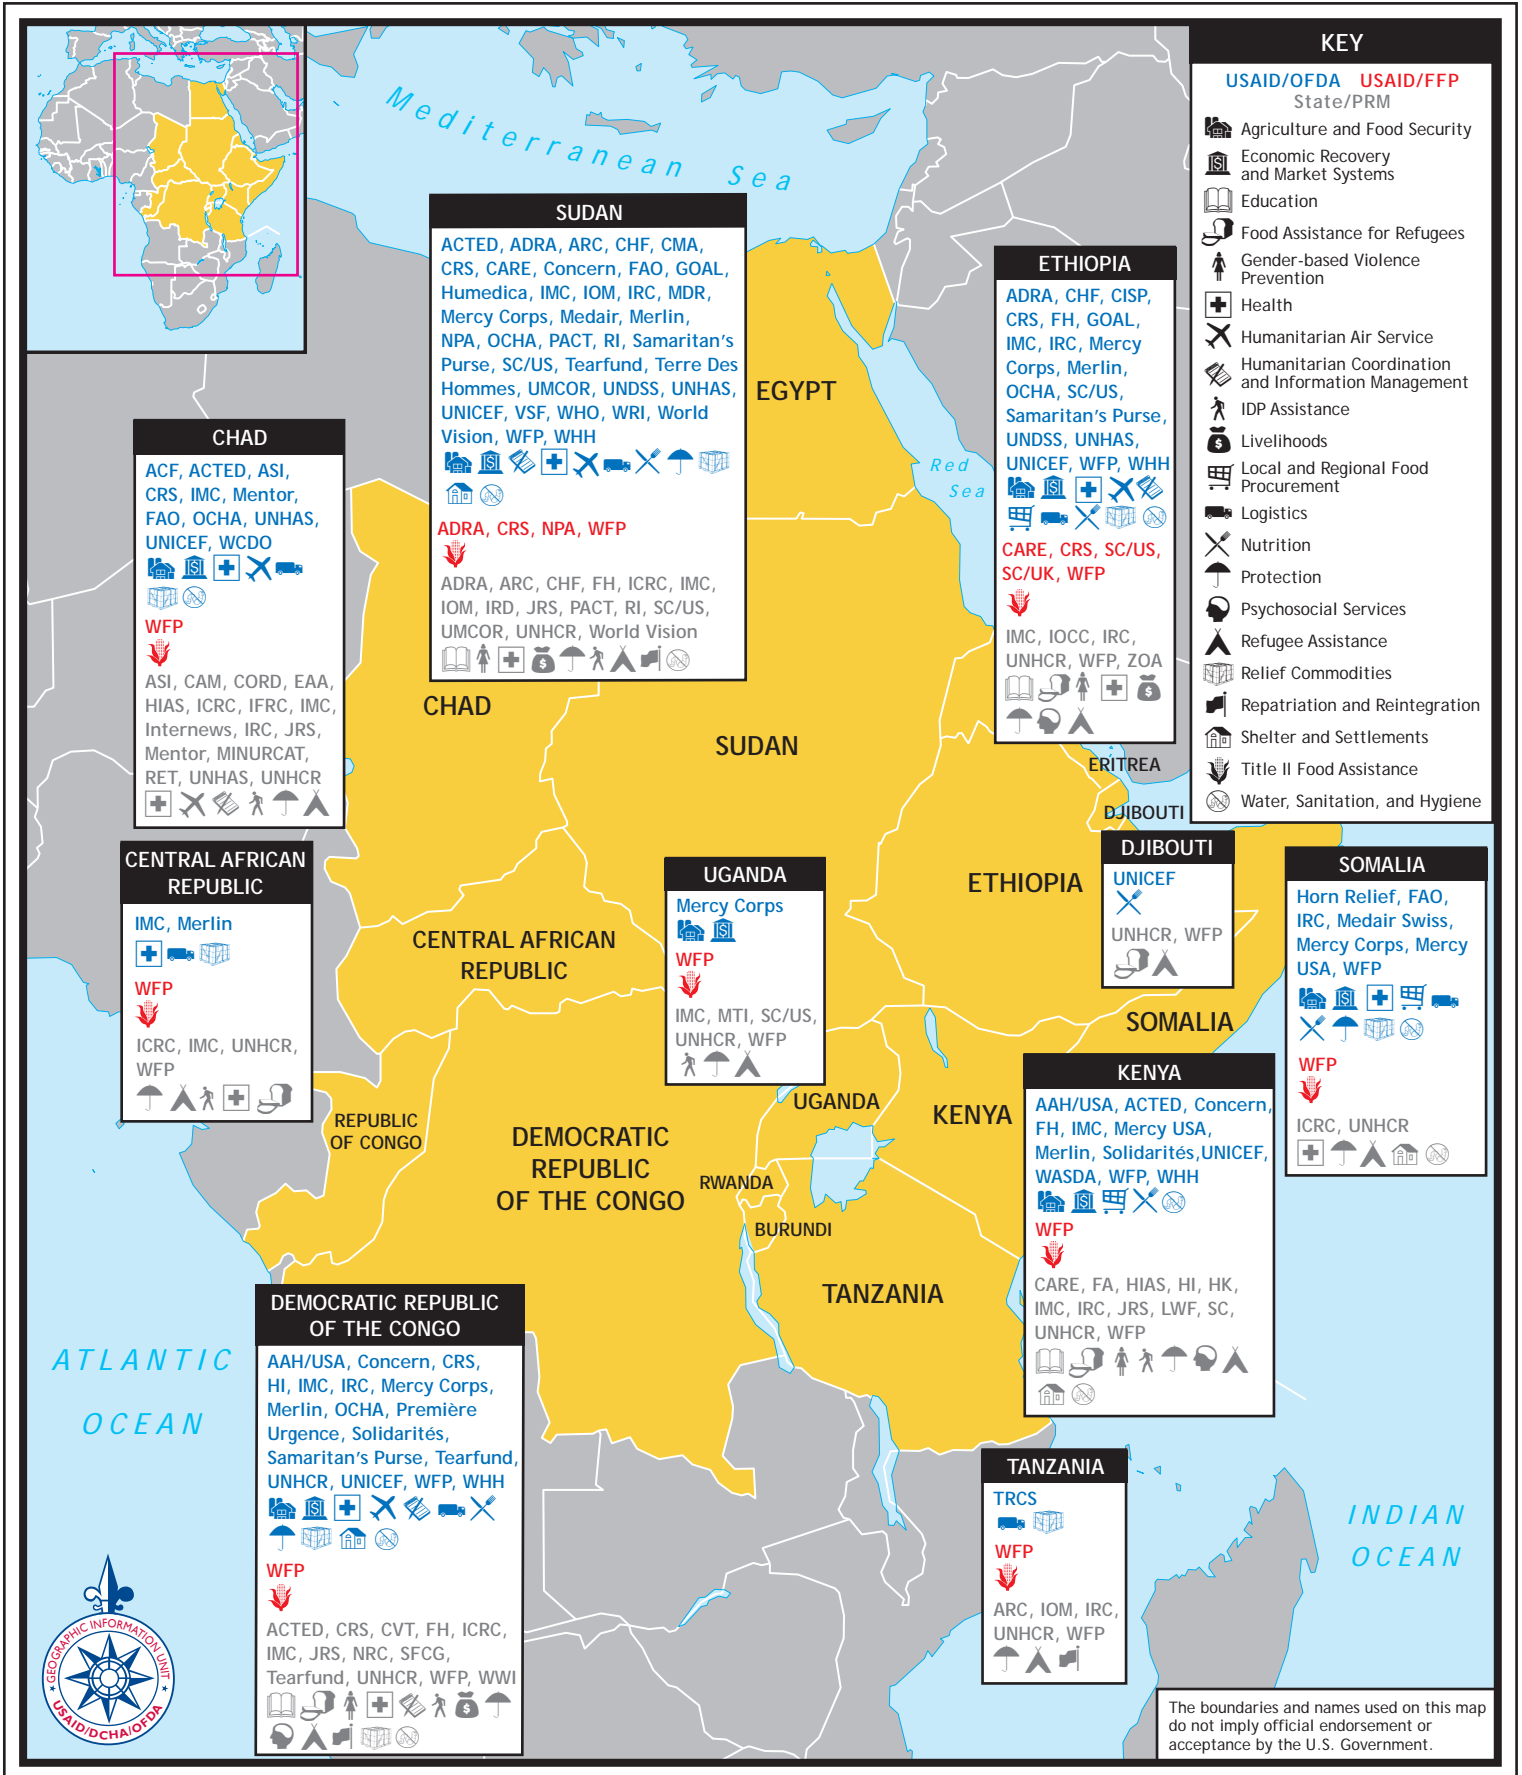 KEY
USAID/OFDA USAID/FFP
State/PRM
Agriculture and Food Security
Economic Recovery
and Market Systems
Education
Food Assistance for Refugees
Gender-based Violence
Prevention
Health
Humanitarian Air Service
Humanitarian Coordination
and Information Management
IDP Assistance
Livelihoods
Local and Regional Food
Procurement
Logistics
Nutrition
Protection
Psychosocial Services
Refugee Assistance
Relief Commodities
Repatriation and Reintegration
Shelter and Settlements
Title II Food Assistance
Water, Sanitation, and Hygiene
Mediterranean Sea
SUDAN
ACTED, ADRA, ARC, CHF, CMA,
CRS, CARE, Concern, FAO, GOAL,
Humedica, IMC, IOM, IRC, MDR,
Mercy Corps, Medair, Merlin,
NPA, OCHA, PACT, RI, Samaritan's
Purse, SC/US, Tearfund, Terre Des
Hommes, UMCOR, UNDSS, UNHAS,
UNICEF, VSF, WHO, WRI, World
Vision, WFP, WHH
ADRA, CRS, NPA, WFP
ADRA, ARC, CHF, FH, ICRC, IMC,
IOM, IRD, JRS, PACT, RI, SC/US,
UMCOR, UNHCR, World Vision
ETHIOPIA
ADRA, CHF, CISP,
CRS, FH, GOAL,
IMC, IRC, Mercy
Corps, Merlin,
OCHA, SC/US,
Samaritan's Purse,
UNDSS, UNHAS,
UNICEF, WFP, WHH
CARE, CRS, SC/US,
SC/UK, WFP
IMC, IOCC, IRC,
UNHCR, WFP, ZOA
EGYPT
Red
Sea
CHAD
ACF, ACTED, ASI,
CRS, IMC, Mentor,
FAO, OCHA, UNHAS,
UNICEF, WCDO
WFP
ASI, CAM, CORD, EAA,
HIAS, ICRC, IFRC, IMC,
Internews, IRC, JRS,
Mentor, MINURCAT,
RET, UNHAS, UNHCR
CHAD
SUDAN
ERITREA
DJIBOUTI
CENTRAL AFRICAN
REPUBLIC
IMC, Merlin
WFP
ICRC, IMC, UNHCR,
WFP
CENTRAL AFRICAN
REPUBLIC
UGANDA
Mercy Corps
WFP
IMC, MTI, SC/US,
UNHCR, WFP
ETHIOPIA
DJIBOUTI
UNICEF
UNHCR, WFP
SOMALIA
Horn Relief, FAO,
IRC, Medair Swiss,
Mercy Corps, Mercy
USA, WFP
WFP
ICRC, UNHCR
SOMALIA
KENYA
AAH/USA, ACTED, Concern,
FH, IMC, Mercy USA,
Merlin, Solidarités,UNICEF,
WASDA, WFP, WHH
WFP
CARE, FA, HIAS, HI, HK,
IMC, IRC, JRS, LWF, SC,
UNHCR, WFP
REPUBLIC
OF CONGO
DEMOCRATIC
REPUBLIC
OF THE CONGO
UGANDA
KENYA
RWANDA
BURUNDI
TANZANIA
DEMOCRATIC REPUBLIC
OF THE CONGO
AAH/USA, Concern, CRS,
HI, IMC, IRC, Mercy Corps,
Merlin, OCHA, Première
Urgence, Solidarités,
Samaritan's Purse, Tearfund,
UNHCR, UNICEF, WFP, WHH
WFP
ACTED, CRS, CVT, FH, ICRC,
IMC, JRS, NRC, SFCG,
Tearfund, UNHCR, WFP, WWI
ATLANTIC
OCEAN
TANZANIA
TRCS
WFP
ARC, IOM, IRC,
UNHCR, WFP
INDIAN
OCEAN
GEOGRAPHIC INFORMATION UNIT
USAID/DCHA/OFDA
The boundaries and names used on this map
do not imply official endorsement or
acceptance by the U.S. Government.